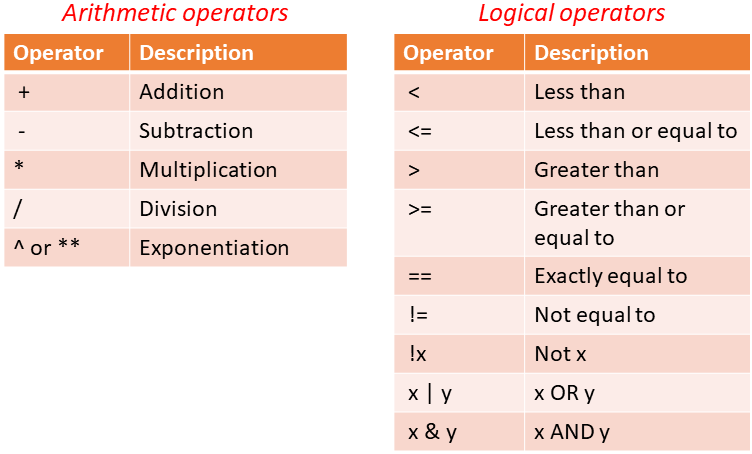 Arithmetic operators
Operator Description
+ Addition
- Subtraction
* Multiplication
/ Division
^ or ** Exponentiation
Logical operators
Operator Description
< Less than
<= Less than or equal to
> Greater than
>= Greater than or
equal to
== Exactly equal to
!= Not equal to
!x Not x
x | y x OR y
x & y x AND y